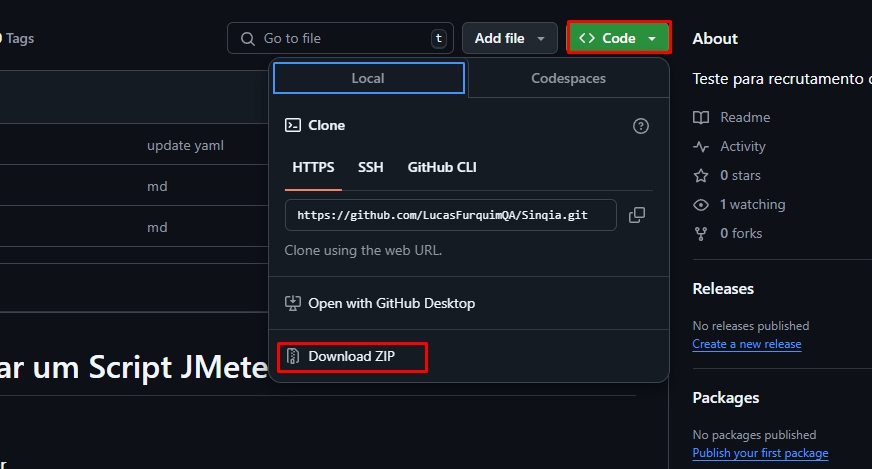 Tags
Go to file
t
Add file
Code
About
Local
Codespaces
Teste para recrutamento
Clone
Readme
update yaml
Activity
HTTPS
SSH
GitHub CLI
0 stars
md
1 watching
https://github.com/LucasFurquimQA/Sinqia.git
md
0 forks
Clone using the web URL.
Releases
Open with GitHub Desktop
No releases published
Create a new release
Download ZIP
ar um Script JMete
Packages
No packages published
Publish your first package